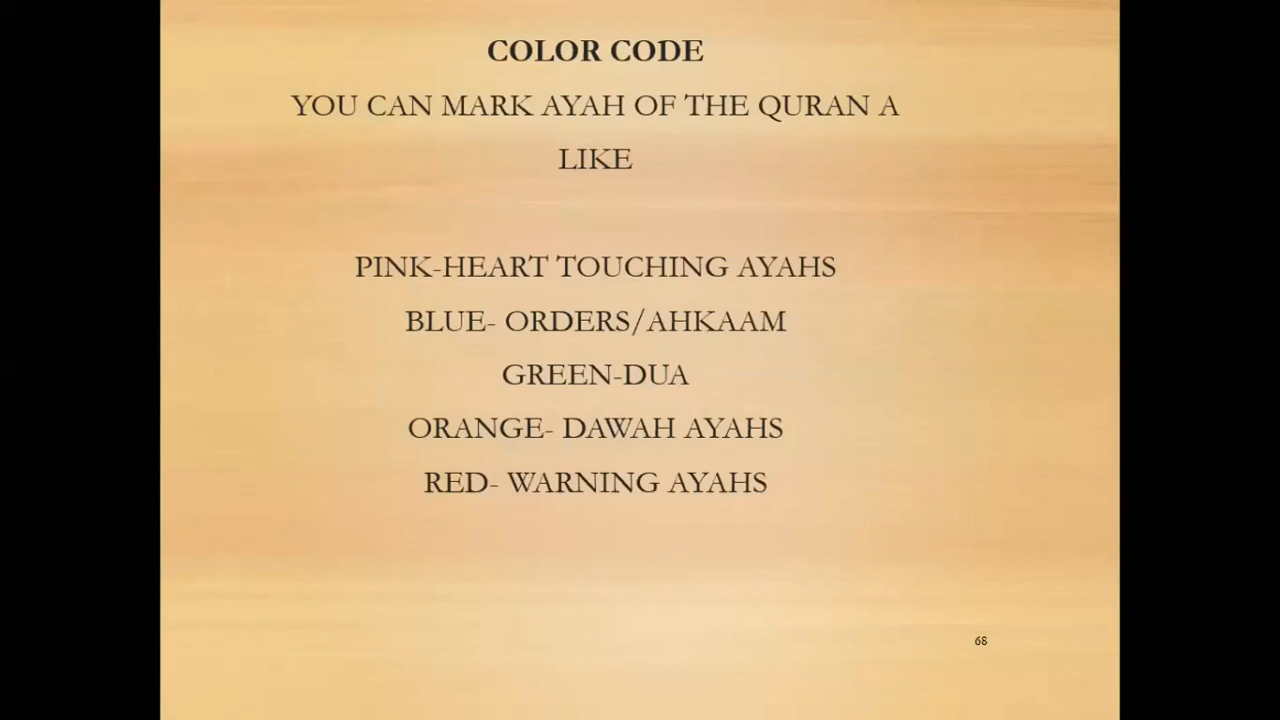 COLOR CODE
YOU CAN MARK AYAH OF THE QURAN A
LIKE
PINK-HEART TOUCHING AYAHS
BLUE- ORDERS/AHKAAM
GREEN-DUA
ORANGE- DAWAH AYAHS
RED- WARNING AYAHS
68